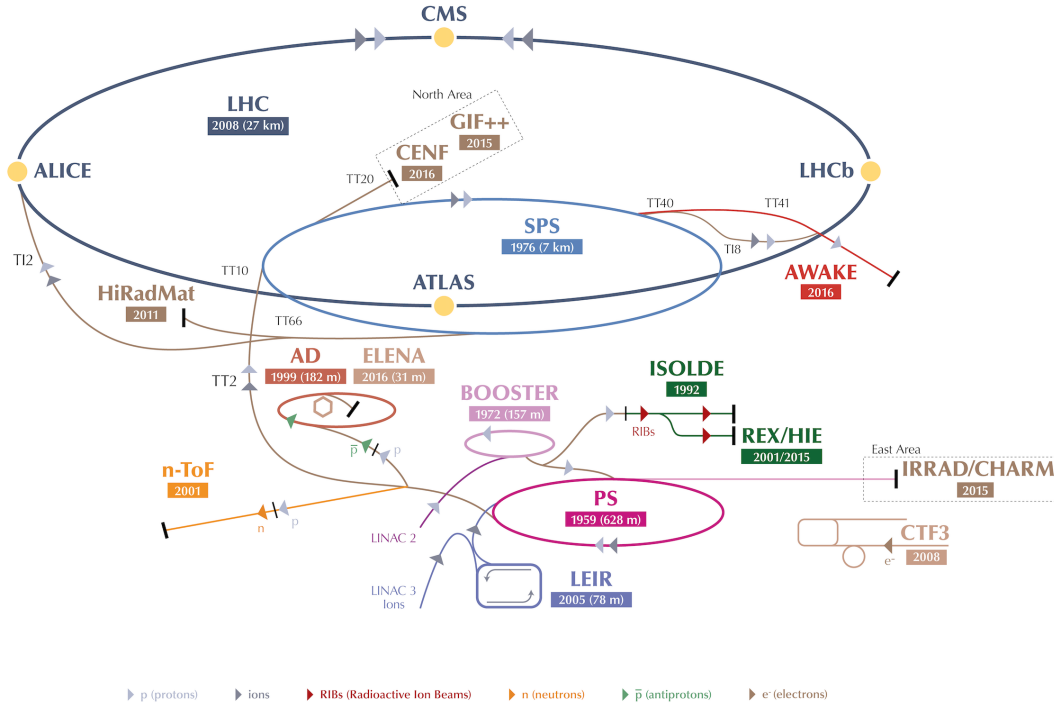 CMS
LHC
2008 (27 km)
North Area
GIF++
2015
CENF
2016
TT20
ALICE
LHCb
TT40
TT41
SPS
1976 (7 km)
TI8
TI2
TT10
AWAKE
2016
ATLAS
HiRadMat
2011
TT66
AD
1999 (182 m)
ELENA
2016 (31 m)
TT2
ISOLDE
1992
BOOSTER
1972 (157 m)
RIBs
REX/HIE
2001/2015
p̅
p
East Area
n-ToF
2001
IRRAD/CHARM
2015
PS
1959 (628 m)
n
p
LINAC 2
CTF3
2008
e-
LEIR
2005 (78 m)
LINAC 3
Ions
p (protons)
ions
RIBs (Radioactive Ion Beams)
n (neutrons)
p̅ (antiprotons)
e- (electrons)